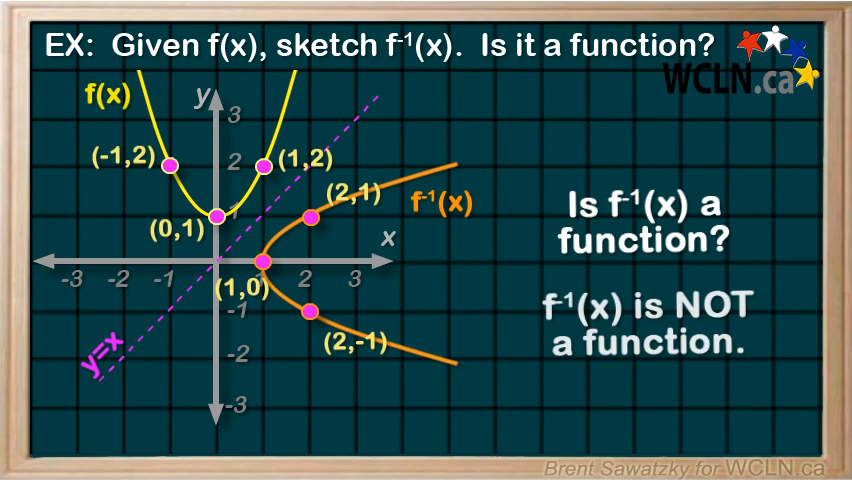 EX: Given f(x), sketch f⁻¹(x). Is it a function?
WCLN.ca
f(x)
y
3
(-1,2)
2
(1,2)
(2,1)
1
f⁻¹(x)
(0,1)
x
-3 -2 -1 1 2 3
(1,0)
-1
(2,-1)
y=x
-2
-3
Is f⁻¹(x) a
function?
f⁻¹(x) is NOT
a function.
Brent Sawatzky for WCLN.ca